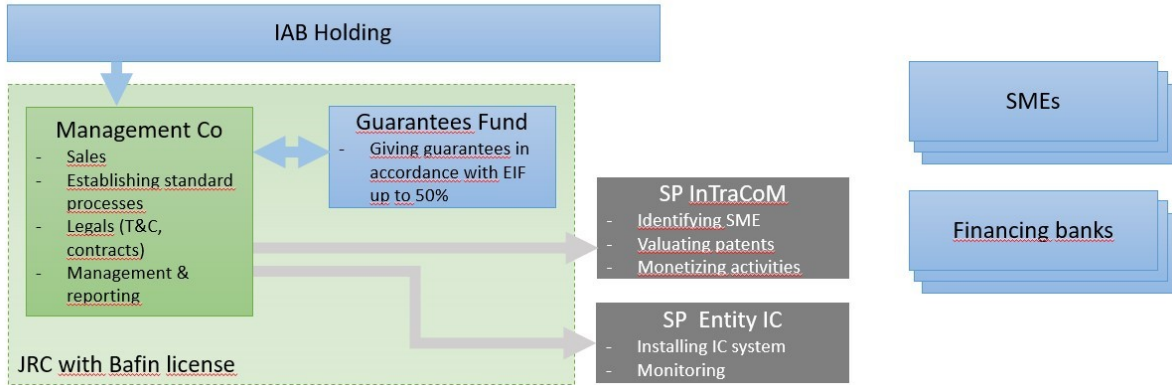 IAB Holding
Management Co
- Sales
- Establishing standard
processes
- Legals (T&C,
contracts)
- Management &
reporting
Guarantees Fund
- Giving guarantees in
accordance with EIF
up to 50%
JRC with Bafin license
SP InTraCoM
- Identifying SME
- Valuating patents
- Monetizing activities
SP Entity IC
- Installing IC system
- Monitoring
SMEs
Financing banks